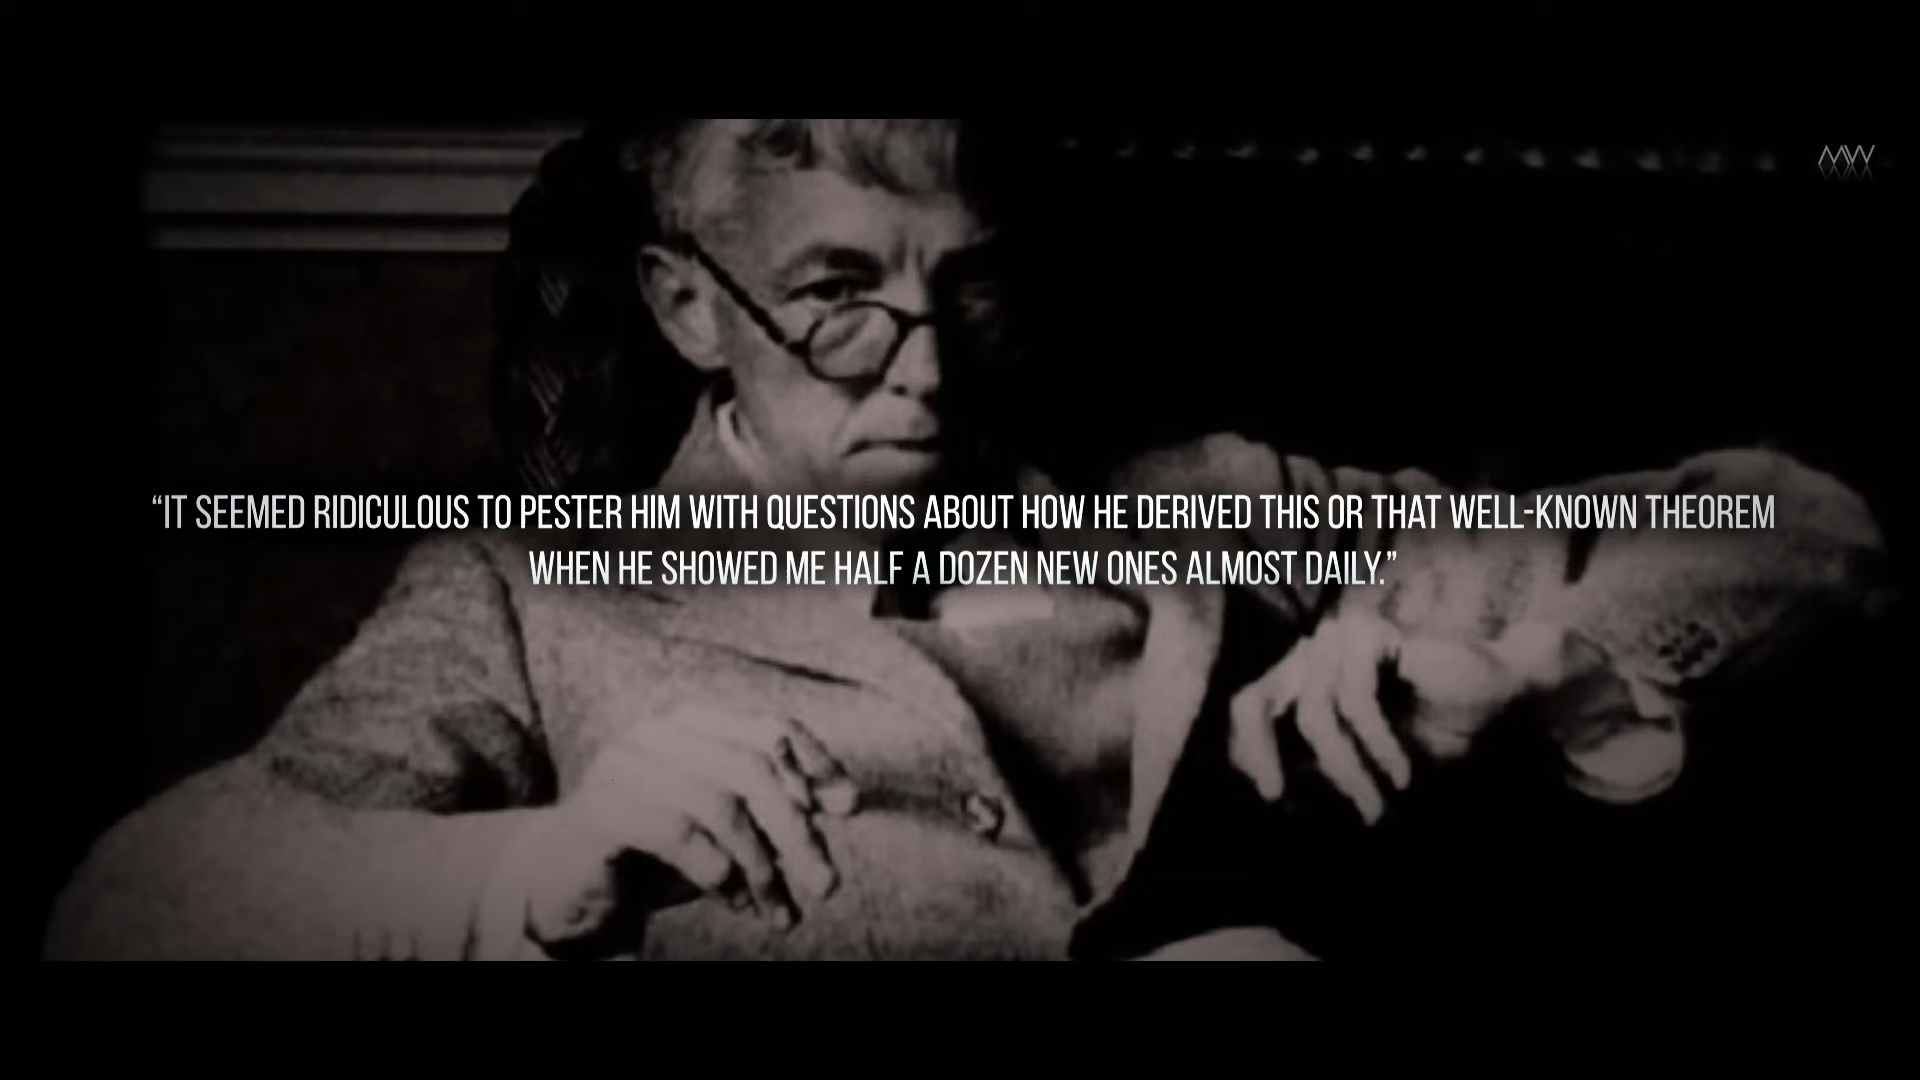 MW
“IT SEEMED RIDICULOUS TO PESTER HIM WITH QUESTIONS ABOUT HOW HE DERIVED THIS OR THAT WELL-KNOWN THEOREM
WHEN HE SHOWED ME HALF A DOZEN NEW ONES ALMOST DAILY.”